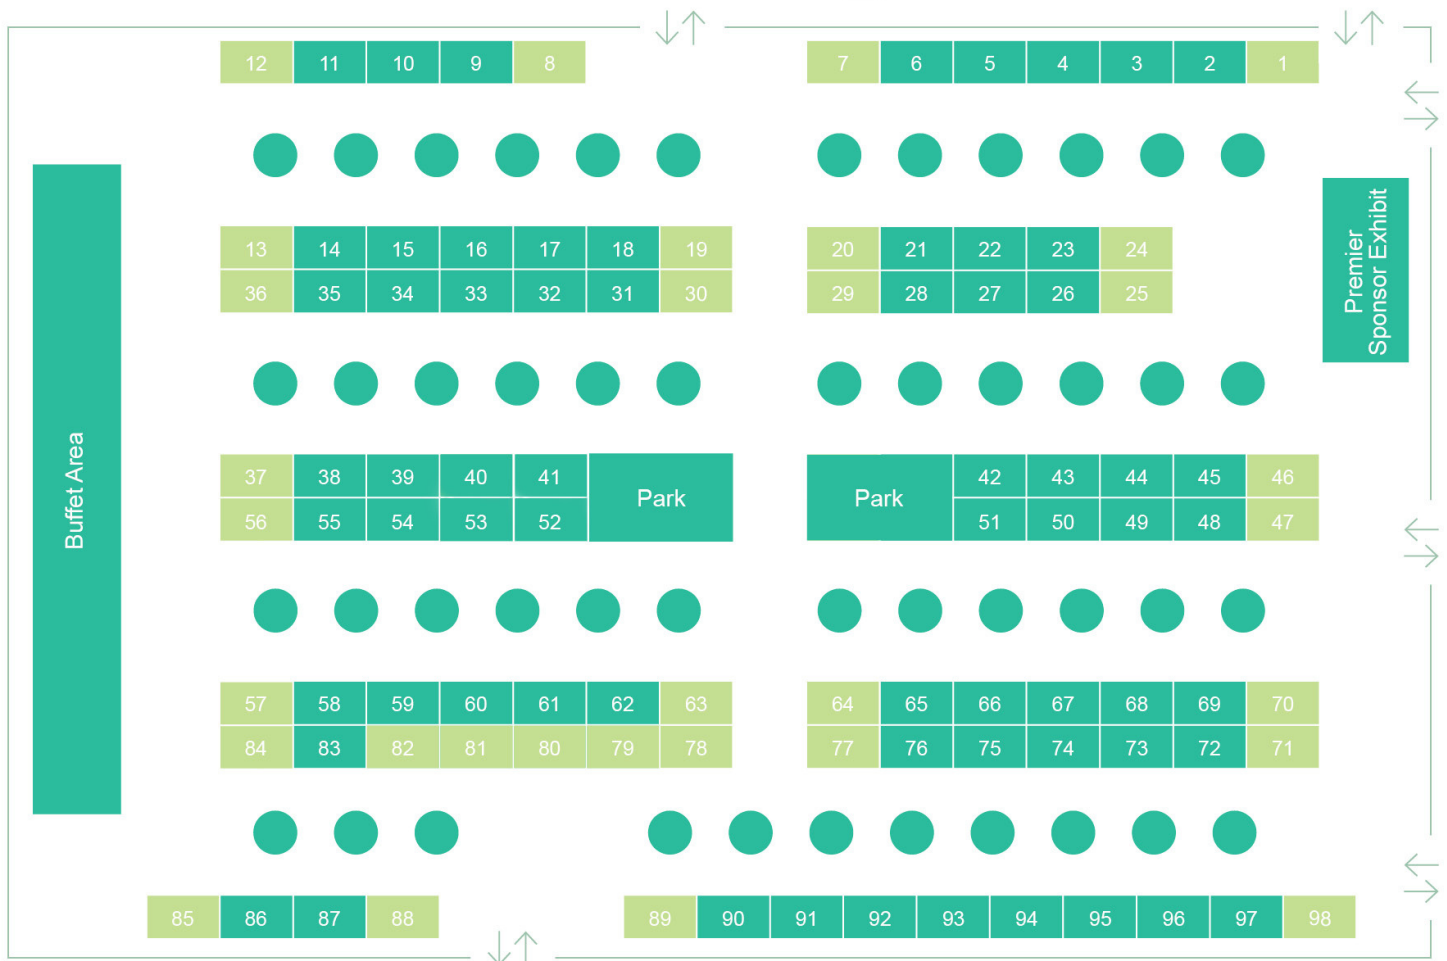 12 11 10 9 8 7 6 5 4 3 2 1
13 14 15 16 17 18 19 20 21 22 23 24
36 35 34 33 32 31 30 29 28 27 26 25
Premier
Sponsor Exhibit
Buffet Area
37 38 39 40 41 42 43 44 45 46
Park Park
56 55 54 53 52 51 50 49 48 47
57 58 59 60 61 62 63 64 65 66 67 68 69 70
84 83 82 81 80 79 78 77 76 75 74 73 72 71
85 86 87 88 89 90 91 92 93 94 95 96 97 98